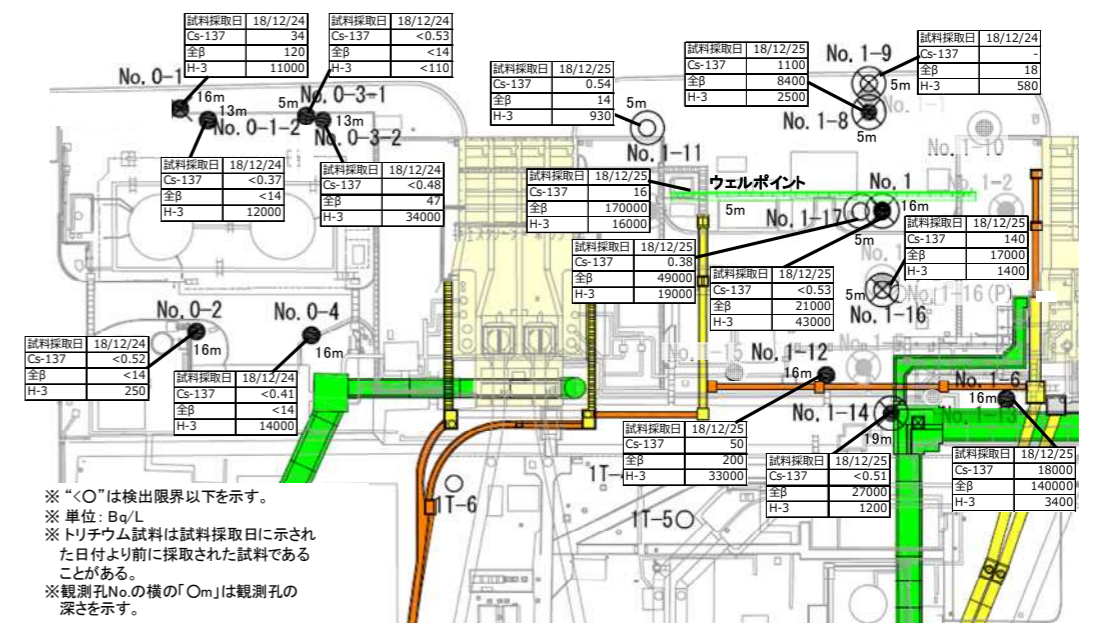 試料採取日 18/12/24
Cs-137 34
全β 120
H-3 11000
試料採取日 18/12/24
Cs-137 <0.53
全β <14
H-3 <110
試料採取日 18/12/25
Cs-137 0.54
全β 14
H-3 930
試料採取日 18/12/25
Cs-137 1100
全β 8400
H-3 2500
No. 1-9
試料採取日 18/12/24
Cs-137 -
全β 18
H-3 580
5m
No. 0-1
16m
13m
No. 0-1-2
5m
No. 0-3-1
13m
No. 0-3-2
5m
No. 1-11
No. 1-8
5m
No. 1-10
試料採取日 18/12/24
Cs-137 <0.37
全β <14
H-3 12000
試料採取日 18/12/24
Cs-137 <0.48
全β 47
H-3 34000
試料採取日 18/12/25
Cs-137 16
全β 170000
H-3 16000
ウェルポイント
5m
No. 1
16m
No. 1-2
No. 1-17
5m
試料採取日 18/12/25
Cs-137 0.38
全β 49000
H-3 19000
試料採取日 18/12/25
Cs-137 <0.53
全β 21000
H-3 43000
試料採取日 18/12/25
Cs-137 140
全β 17000
H-3 1400
5m
No. 1-16(P)
No. 1-16
No. 0-2
16m
No. 0-4
16m
試料採取日 18/12/24
Cs-137 <0.52
全β <14
H-3 250
試料採取日 18/12/24
Cs-137 <0.41
全β <14
H-3 14000
No. 1-12
16m
No. 1-6
16m
No. 1-14
19m
試料採取日 18/12/25
Cs-137 50
全β 200
H-3 33000
試料採取日 18/12/25
Cs-137 <0.51
全β 27000
H-3 1200
試料採取日 18/12/25
Cs-137 18000
全β 140000
H-3 3400
1T-6
1T-5
※ “<○”は検出限界以下を示す。
※ 単位: Bq/L
※ トリチウム試料は試料採取日に示され
た日付より前に採取された試料である
ことがある。
※観測孔No.の横の「○m」は観測孔の
深さを示す。